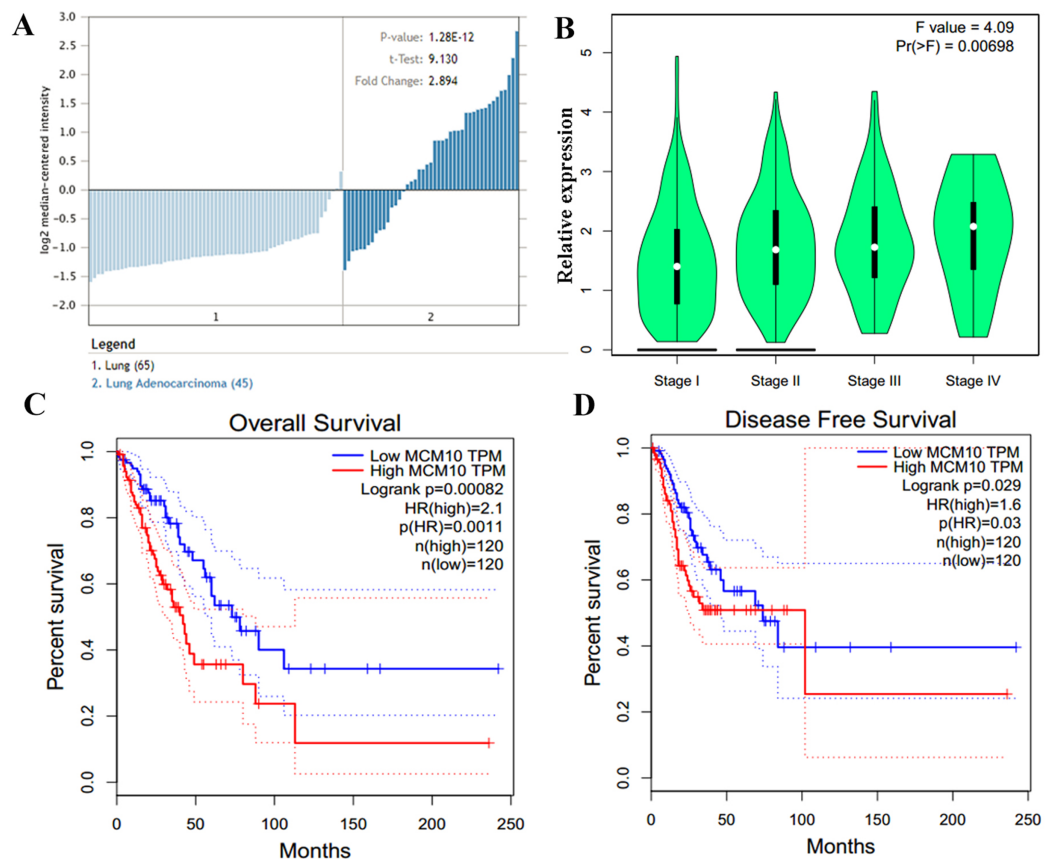 A
3.0
2.5
2.0
1.5
1.0
0.5
0.0
-0.5
-1.0
-1.5
-2.0
log2 median-centered intensity
P-value: 1.28E-12
t-Test: 9.130
Fold Change: 2.894
1
2
Legend
1. Lung (65)
2. Lung Adenocarcinoma (45)
B
F value = 4.09
Pr(>F) = 0.00698
Relative expression
5
4
3
2
1
0
Stage I
Stage II
Stage III
Stage IV
C
Overall Survival
Low MCM10 TPM
High MCM10 TPM
Logrank p=0.00082
HR(high)=2.1
p(HR)=0.0011
n(high)=120
n(low)=120
Percent survival
1.0
0.8
0.6
0.4
0.2
0.0
0 50 100 150 200 250
Months
D
Disease Free Survival
Low MCM10 TPM
High MCM10 TPM
Logrank p=0.029
HR(high)=1.6
p(HR)=0.03
n(high)=120
n(low)=120
Percent survival
1.0
0.8
0.6
0.4
0.2
0.0
0 50 100 150 200 250
Months